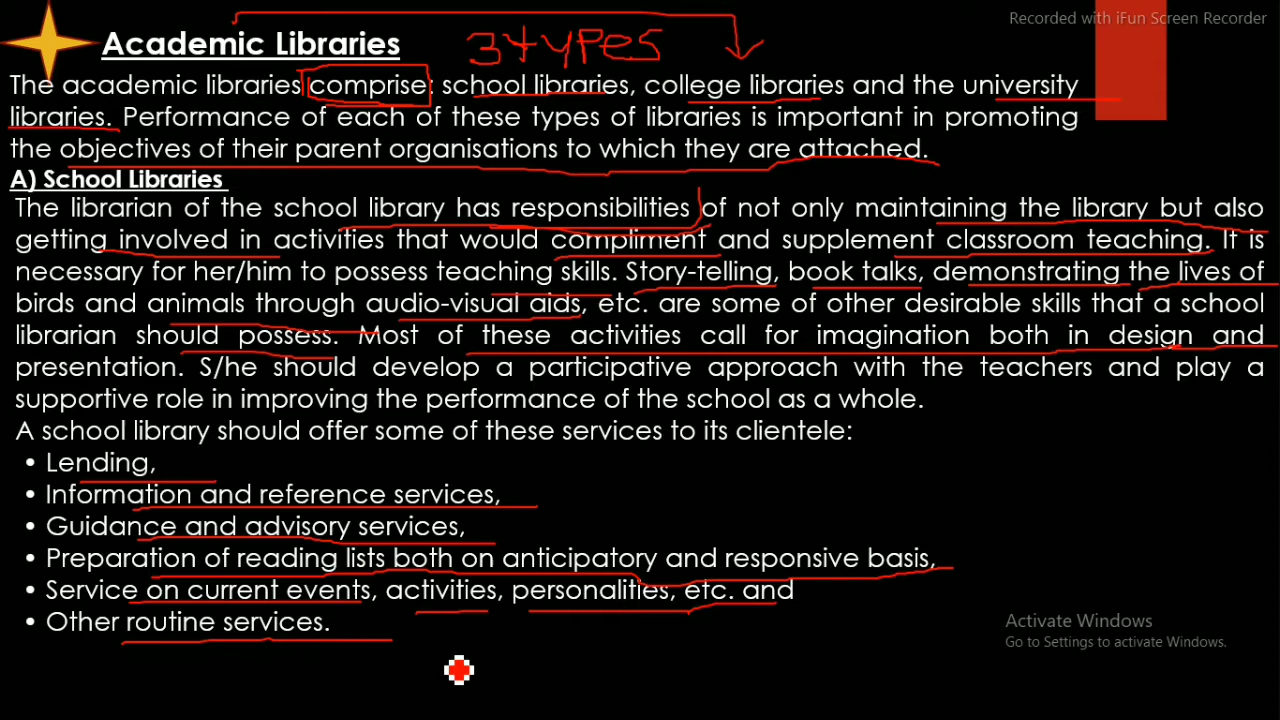 Recorded with iFun Screen Recorder
Academic Libraries 3 types
The academic libraries comprise: school libraries, college libraries and the university
libraries. Performance of each of these types of libraries is important in promoting
the objectives of their parent organisations to which they are attached.
A) School Libraries
The librarian of the school library has responsibilities of not only maintaining the library but also
getting involved in activities that would compliment and supplement classroom teaching. It is
necessary for her/him to possess teaching skills. Story-telling, book talks, demonstrating the lives of
birds and animals through audio-visual aids, etc. are some of other desirable skills that a school
librarian should possess. Most of these activities call for imagination both in design and
presentation. S/he should develop a participative approach with the teachers and play a
supportive role in improving the performance of the school as a whole.
A school library should offer some of these services to its clientele:
• Lending,
• Information and reference services,
• Guidance and advisory services,
• Preparation of reading lists both on anticipatory and responsive basis,
• Service on current events, activities, personalities, etc. and
• Other routine services.
Activate Windows
Go to Settings to activate Windows.